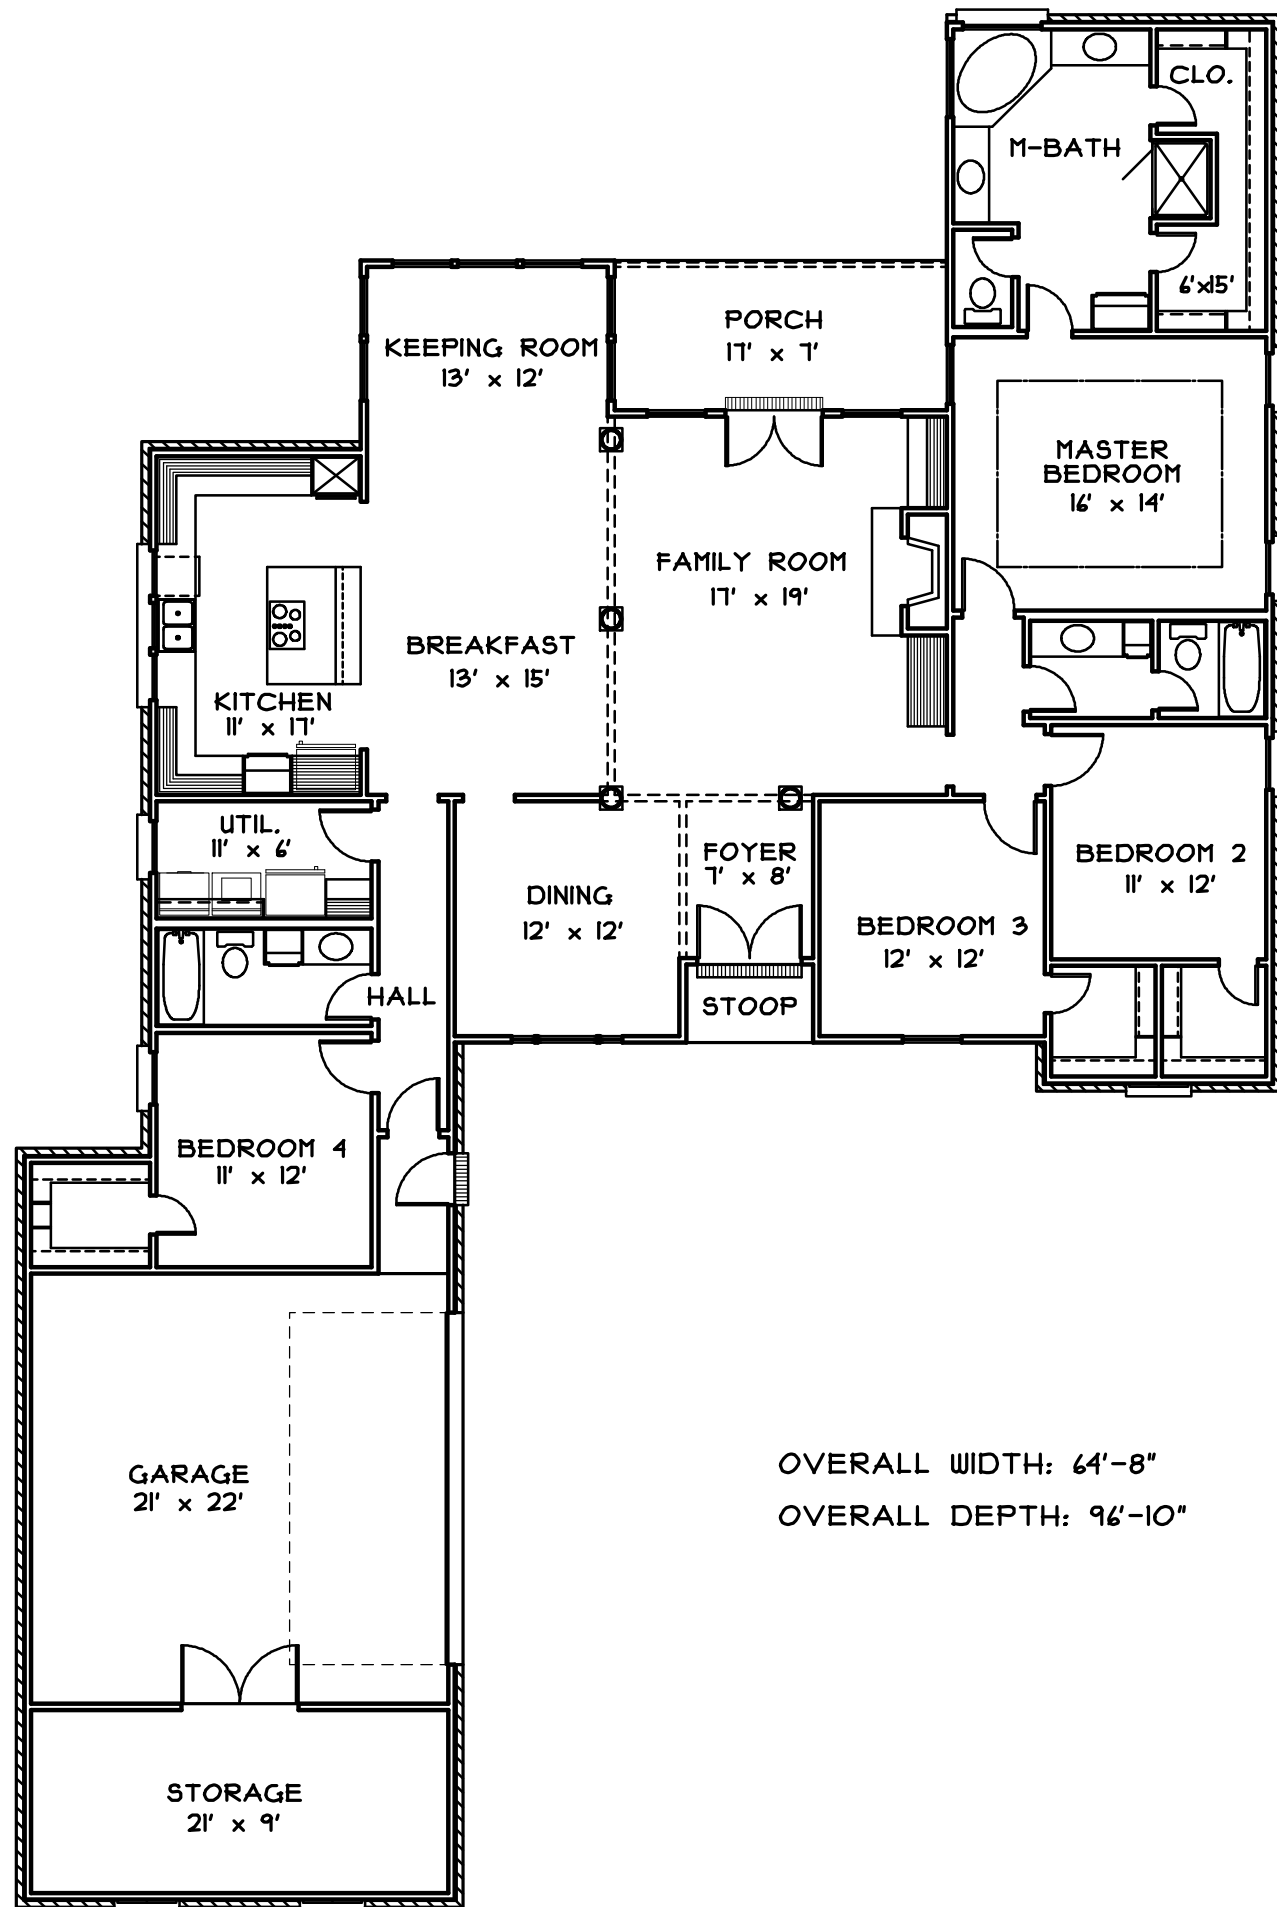 CLO.
M-BATH
6'x15'
PORCH
17' x 7'
KEEPING ROOM
13' x 12'
MASTER
BEDROOM
16' x 14'
FAMILY ROOM
17' x 19'
BREAKFAST
13' x 15'
KITCHEN
11' x 17'
UTIL.
11' x 6'
FOYER
7' x 8'
BEDROOM 2
11' x 12'
DINING
12' x 12'
BEDROOM 3
12' x 12'
HALL
STOOP
BEDROOM 4
11' x 12'
GARAGE
21' x 22'
OVERALL WIDTH: 64'-8"
OVERALL DEPTH: 96'-10"
STORAGE
21' x 9'